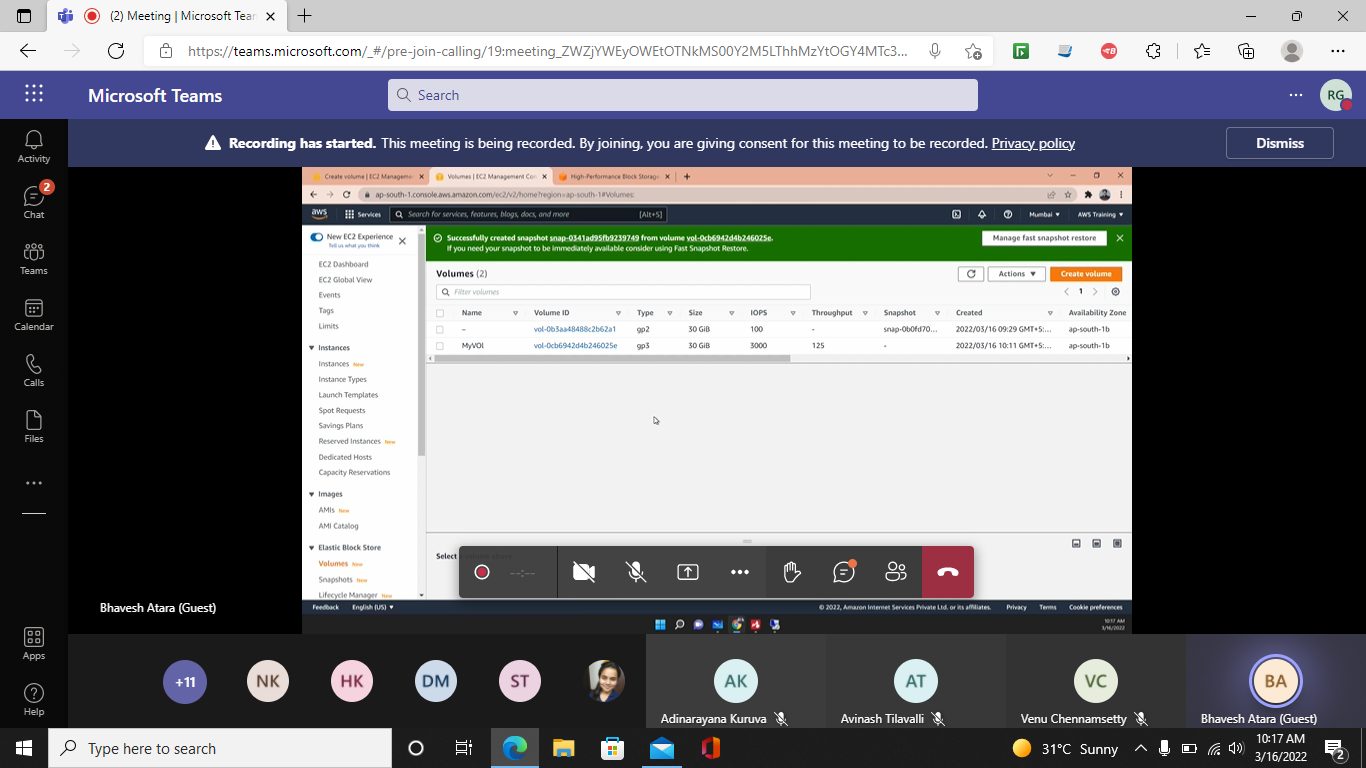 (2) Meeting | Microsoft Tear
https://teams.microsoft.com/_#/pre-join-calling/19:meeting_ZWZjYWEyOWEtOTNkMS00Y2M5LThhMzYtOGY4MTc3...
Microsoft Teams
Search
RG
Recording has started. This meeting is being recorded. By joining, you are giving consent for this meeting to be recorded. Privacy policy
Dismiss
Activity
2
Chat
Teams
Calendar
Calls
Files
Apps
Help
Create volume | EC2 Managemen
Volumes | EC2 Management Con
High-Performance Block Storage
ap-south-1.console.aws.amazon.com/ec2/v2/home?region=ap-south-1#Volumes:
aws
Services
Search for services, features, blogs, docs, and more
[Alt+S]
Mumbai
AWS Training
New EC2 Experience
Tell us what you think
EC2 Dashboard
EC2 Global View
Events
Tags
Limits
Instances
Instances New
Instance Types
Launch Templates
Spot Requests
Savings Plans
Reserved Instances New
Dedicated Hosts
Capacity Reservations
Images
AMIs New
AMI Catalog
Elastic Block Store
Volumes New
Snapshots New
Lifecycle Manager New
Successfully created snapshot snap-0341ad95fb9239749 from volume vol-0cb6942d4b246025e.
If you need your snapshot to be immediately available consider using Fast Snapshot Restore.
Manage fast snapshot restore
Volumes (2)
Actions
Create volume
Filter volumes
1
Name Volume ID Type Size IOPS Throughput Snapshot Created Availability Zone
– vol-0b3aa48488c2b62a1 gp2 30 GiB 100 - snap-0b0fd70... 2022/03/16 09:29 GMT+5:... ap-south-1b
MyVOl vol-0cb6942d4b246025e gp3 30 GiB 3000 125 - 2022/03/16 10:11 GMT+5:... ap-south-1b
Select
--:--
Feedback English (US)
© 2022, Amazon Internet Services Private Ltd. or its affiliates. Privacy Terms Cookie preferences
10:17 AM
3/16/2022
Bhavesh Atara (Guest)
+11
NK
HK
DM
ST
AK
Adinarayana Kuruva
AT
Avinash Tilavalli
VC
Venu Chennamsetty
BA
Bhavesh Atara (Guest)
Type here to search
31°C Sunny
10:17 AM
3/16/2022
2